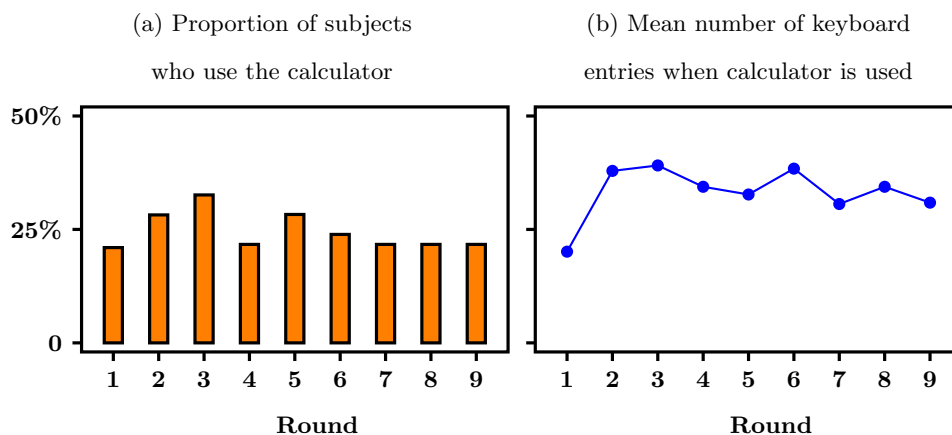 (a) Proportion of subjects
who use the calculator
50%
25%
0
1 2 3 4 5 6 7 8 9
Round
(b) Mean number of keyboard
entries when calculator is used
1 2 3 4 5 6 7 8 9
Round